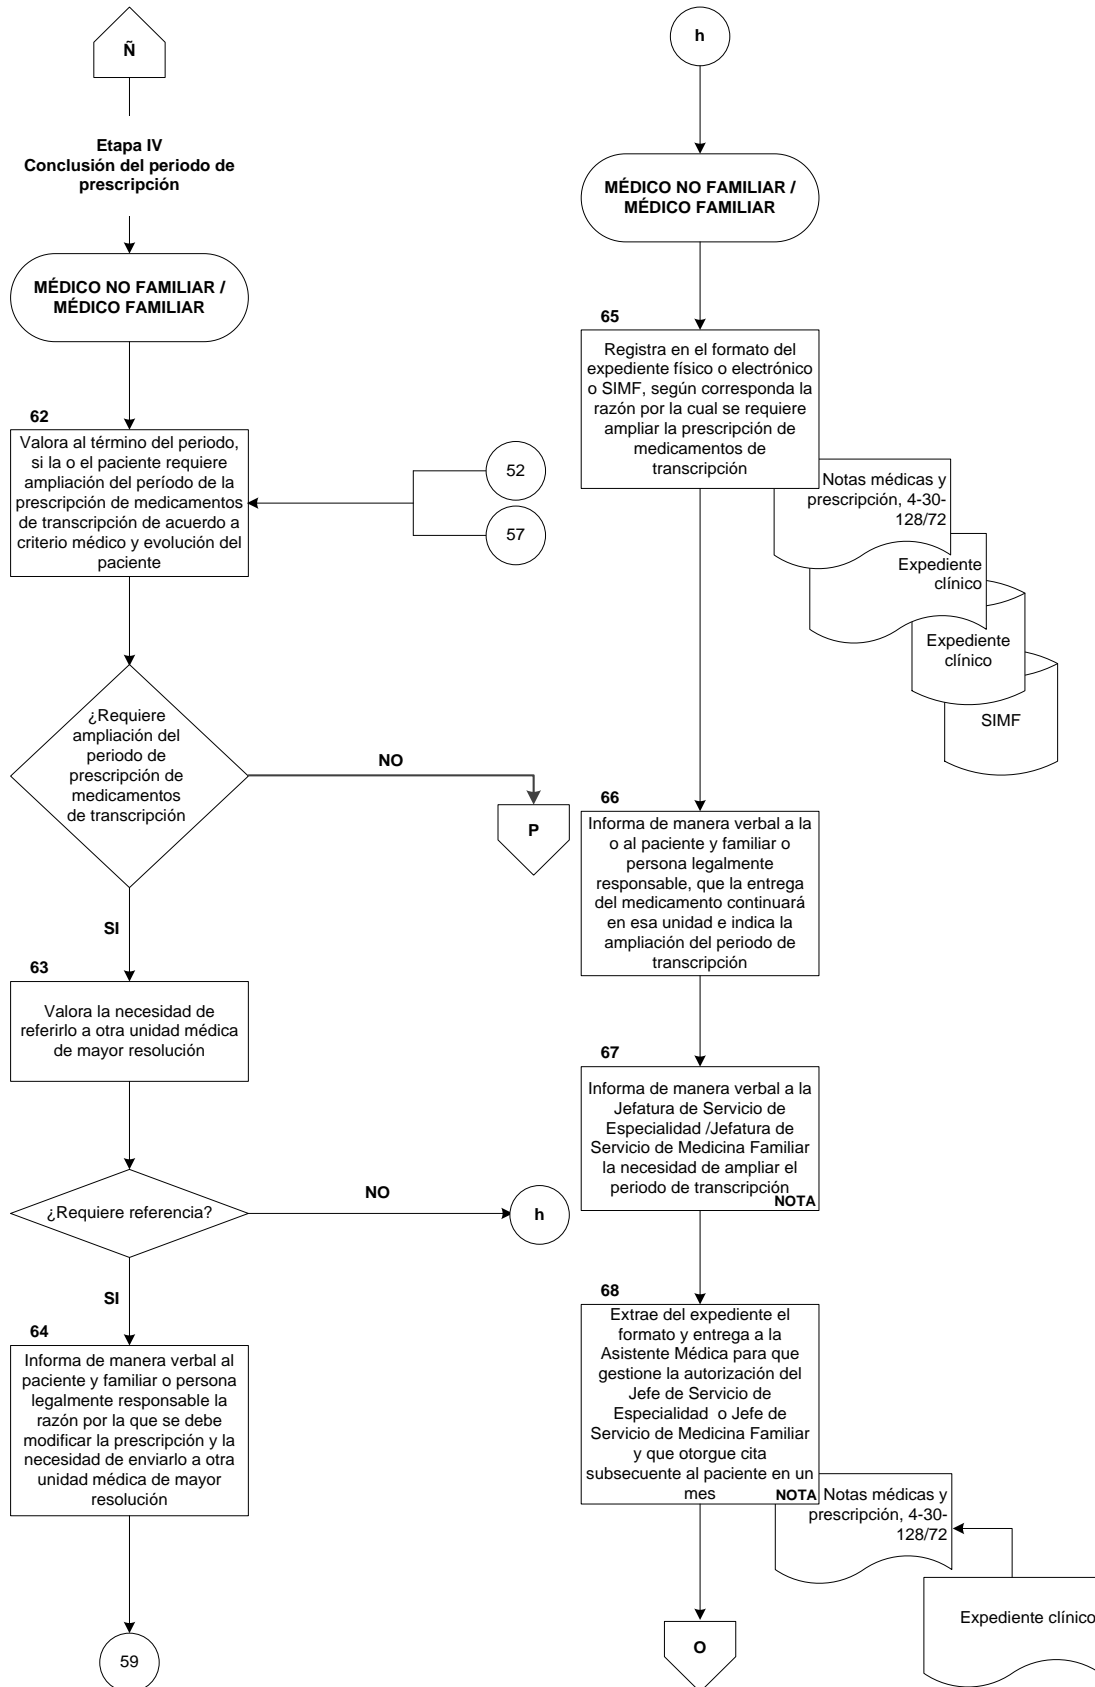 Ñ
Etapa IV
Conclusión del periodo de
prescripción
MÉDICO NO FAMILIAR /
MÉDICO FAMILIAR
62
Valora al término del periodo,
si la o el paciente requiere
ampliación del período de la
prescripción de medicamentos
de transcripción de acuerdo a
criterio médico y evolución del
paciente
52
57
¿Requiere
ampliación del
periodo de
prescripción de
medicamentos
de transcripción
NO
P
SI
63
Valora la necesidad de
referirlo a otra unidad médica
de mayor resolución
¿Requiere referencia?
NO
h
SI
64
Informa de manera verbal al
paciente y familiar o persona
legalmente responsable la
razón por la que se debe
modificar la prescripción y la
necesidad de enviarlo a otra
unidad médica de mayor
resolución
59
h
MÉDICO NO FAMILIAR /
MÉDICO FAMILIAR
65
Registra en el formato del
expediente físico o electrónico
o SIMF, según corresponda la
razón por la cual se requiere
ampliar la prescripción de
medicamentos de
transcripción
Notas médicas y
prescripción, 4-30-
128/72
Expediente
clínico
Expediente
clínico
SIMF
66
Informa de manera verbal a la
o al paciente y familiar o
persona legalmente
responsable, que la entrega
del medicamento continuará
en esa unidad e indica la
ampliación del periodo de
transcripción
67
Informa de manera verbal a la
Jefatura de Servicio de
Especialidad /Jefatura de
Servicio de Medicina Familiar
la necesidad de ampliar el
periodo de transcripción
NOTA
68
Extrae del expediente el
formato y entrega a la
Asistente Médica para que
gestione la autorización del
Jefe de Servicio de
Especialidad o Jefe de
Servicio de Medicina Familiar
y que otorgue cita
subsecuente al paciente en un
mes
NOTA
Notas médicas y
prescripción, 4-30-
128/72
Expediente clínico
O